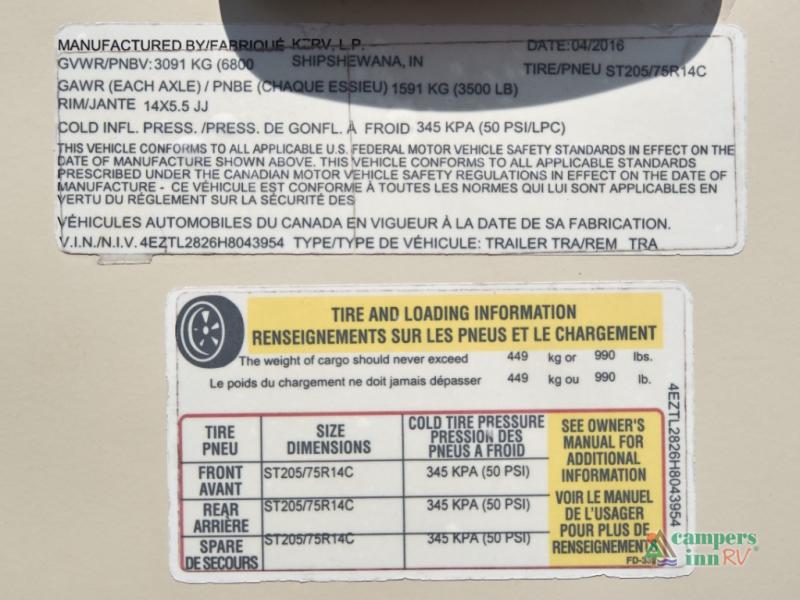 MANUFACTURED BY/FABRIQUÉ KZRV, L.P. DATE: 04/2016
GVWR/PNBV: 3091 KG (6800 SHIPSHEWANA, IN TIRE/PNEU ST205/75R14C
GAWR (EACH AXLE) / PNBE (CHAQUE ESSIEU) 1591 KG (3500 LB)
RIM/JANTE 14X5.5 JJ
COLD INFL. PRESS. /PRESS. DE GONFL. À FROID 345 KPA (50 PSI/LPC)
THIS VEHICLE CONFORMS TO ALL APPLICABLE U.S. FEDERAL MOTOR VEHICLE SAFETY STANDARDS IN EFFECT ON THE
DATE OF MANUFACTURE SHOWN ABOVE. THIS VEHICLE CONFORMS TO ALL APPLICABLE STANDARDS
PRESCRIBED UNDER THE CANADIAN MOTOR VEHICLE SAFETY REGULATIONS IN EFFECT ON THE DATE OF
MANUFACTURE - CE VÉHICULE EST CONFORME À TOUTES LES NORMES QUI LUI SONT APPLICABLES EN
VERTU DU RÉGLEMENT SUR LA SÉCURITÉ DES
VÉHICULES AUTOMOBILES DU CANADA EN VIGUEUR À LA DATE DE SA FABRICATION.
V.I.N./N.I.V. 4EZTL2826H8043954 TYPE/TYPE DE VÉHICULE: TRAILER TRA/REM TRA
TIRE AND LOADING INFORMATION
RENSEIGNEMENTS SUR LES PNEUS ET LE CHARGEMENT
The weight of cargo should never exceed 449 kg or 990 lbs.
Le poids du chargement ne doit jamais dépasser 449 kg ou 990 lb.
TIRE
PNEU
SIZE
DIMENSIONS
COLD TIRE PRESSURE
PRESSION DES
PNEUS A FROID
FRONT
AVANT
ST205/75R14C 345 KPA (50 PSI)
REAR
ARRIÈRE
ST205/75R14C 345 KPA (50 PSI)
SPARE
DE SECOURS
ST205/75R14C 345 KPA (50 PSI)
SEE OWNER'S
MANUAL FOR
ADDITIONAL
INFORMATION
VOIR LE MANUEL
DE L'USAGER
POUR PLUS DE
RENSEIGNEMENTS
4EZTL2826H8043954
campers
inn RV